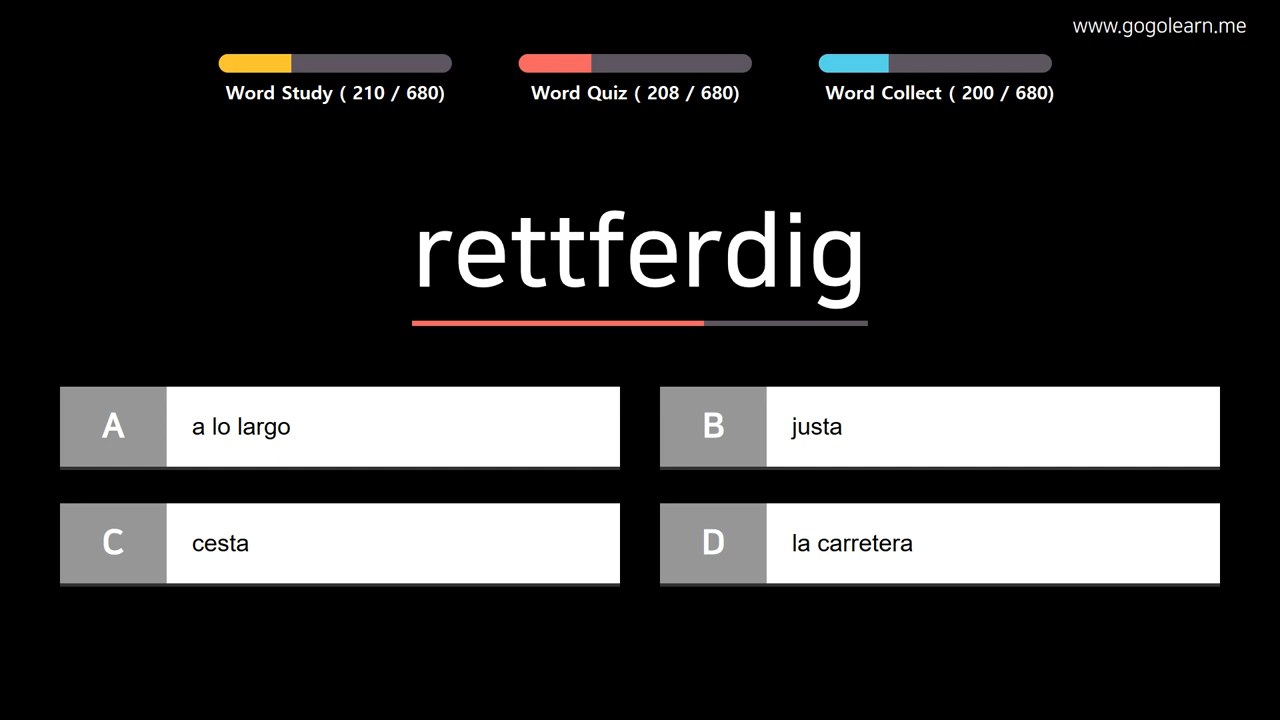 www.gogolearn.me
Word Study ( 210 / 680)
Word Quiz ( 208 / 680)
Word Collect ( 200 / 680)
rettferdig
A
a lo largo
B
justa
C
cesta
D
la carretera